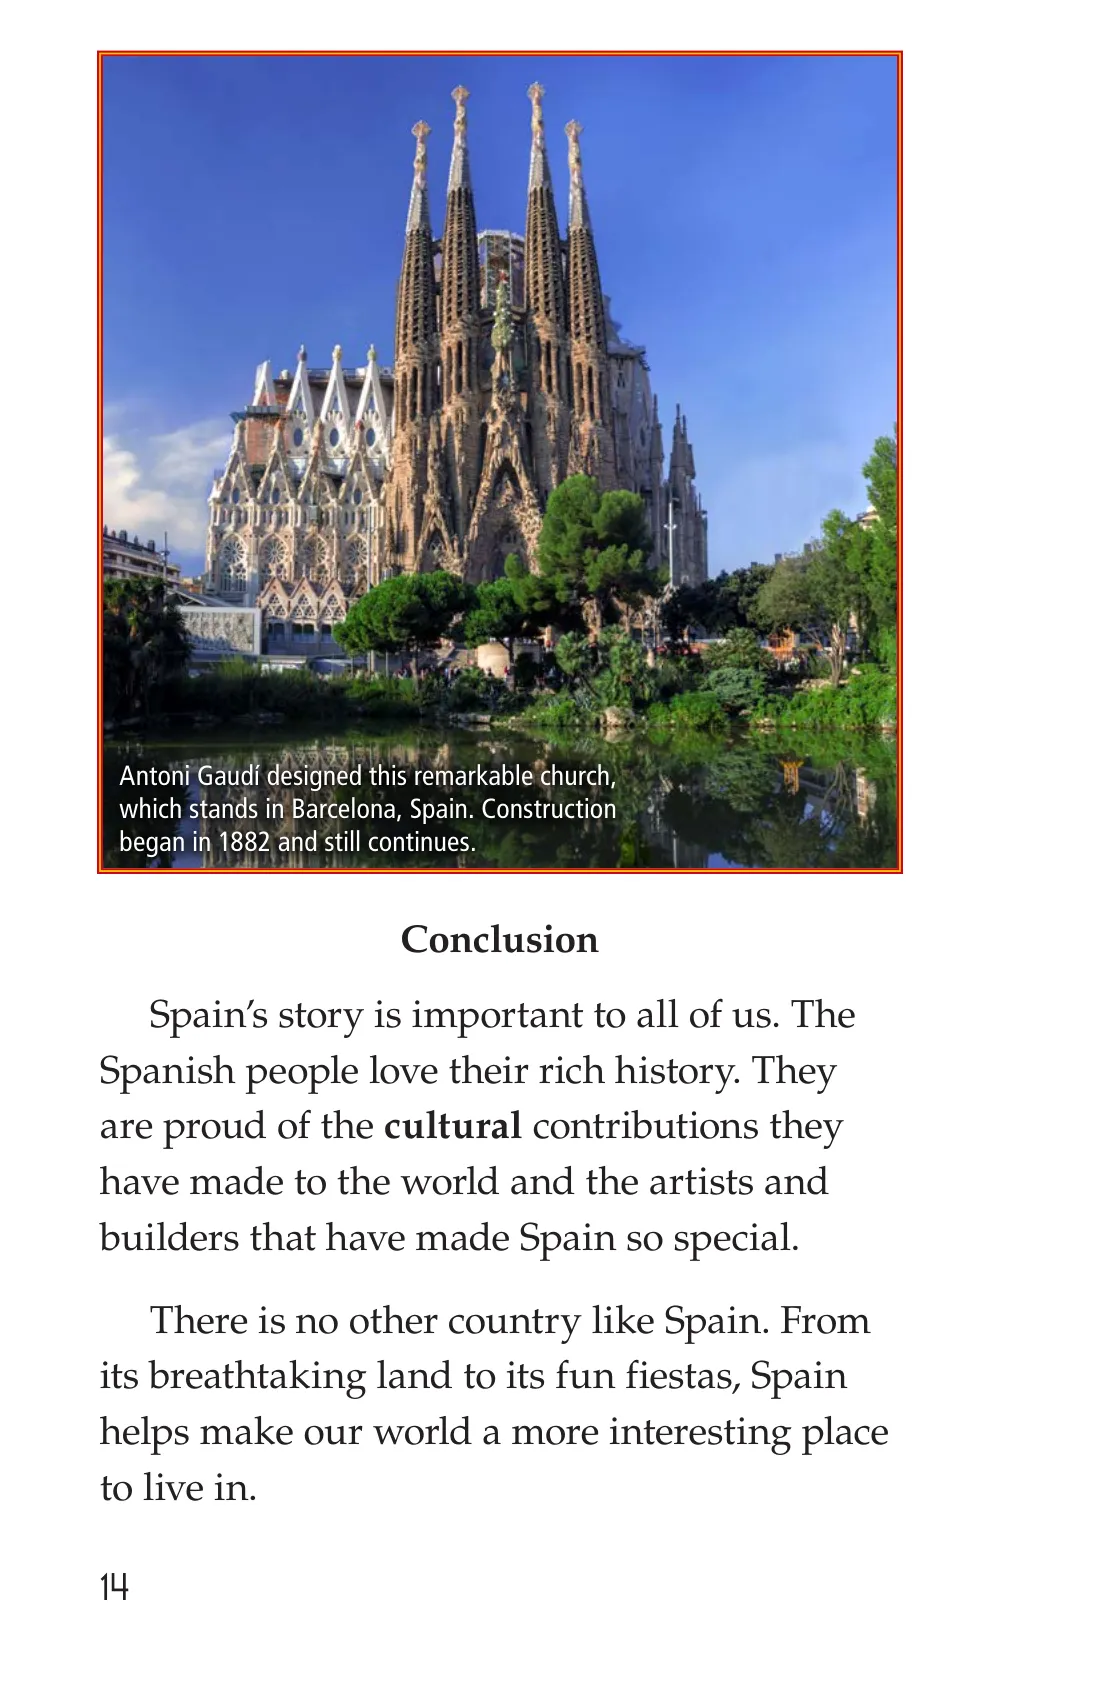 Antoni Gaudí designed this remarkable church,
which stands in Barcelona, Spain. Construction
began in 1882 and still continues.
Conclusion
Spain’s story is important to all of us. The
Spanish people love their rich history. They
are proud of the cultural contributions they
have made to the world and the artists and
builders that have made Spain so special.
There is no other country like Spain. From
its breathtaking land to its fun fiestas, Spain
helps make our world a more interesting place
to live in.
14